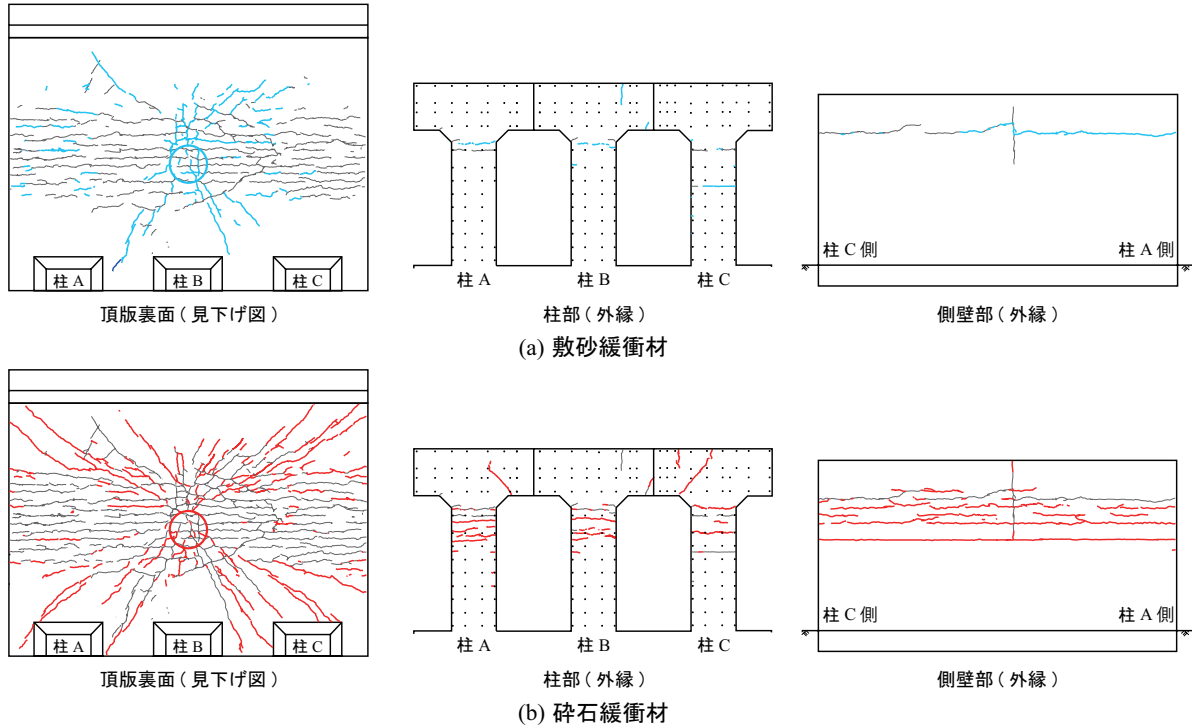 柱 A
柱 B
柱 C
頂版裏面 ( 見下げ図 )
柱 A
柱 B
柱 C
柱部 ( 外縁 )
柱 C 側
柱 A 側
側壁部 ( 外縁 )
(a) 敷砂緩衝材
柱 A
柱 B
柱 C
頂版裏面 ( 見下げ図 )
柱 A
柱 B
柱 C
柱部 ( 外縁 )
柱 C 側
柱 A 側
側壁部 ( 外縁 )
(b) 砕石緩衝材